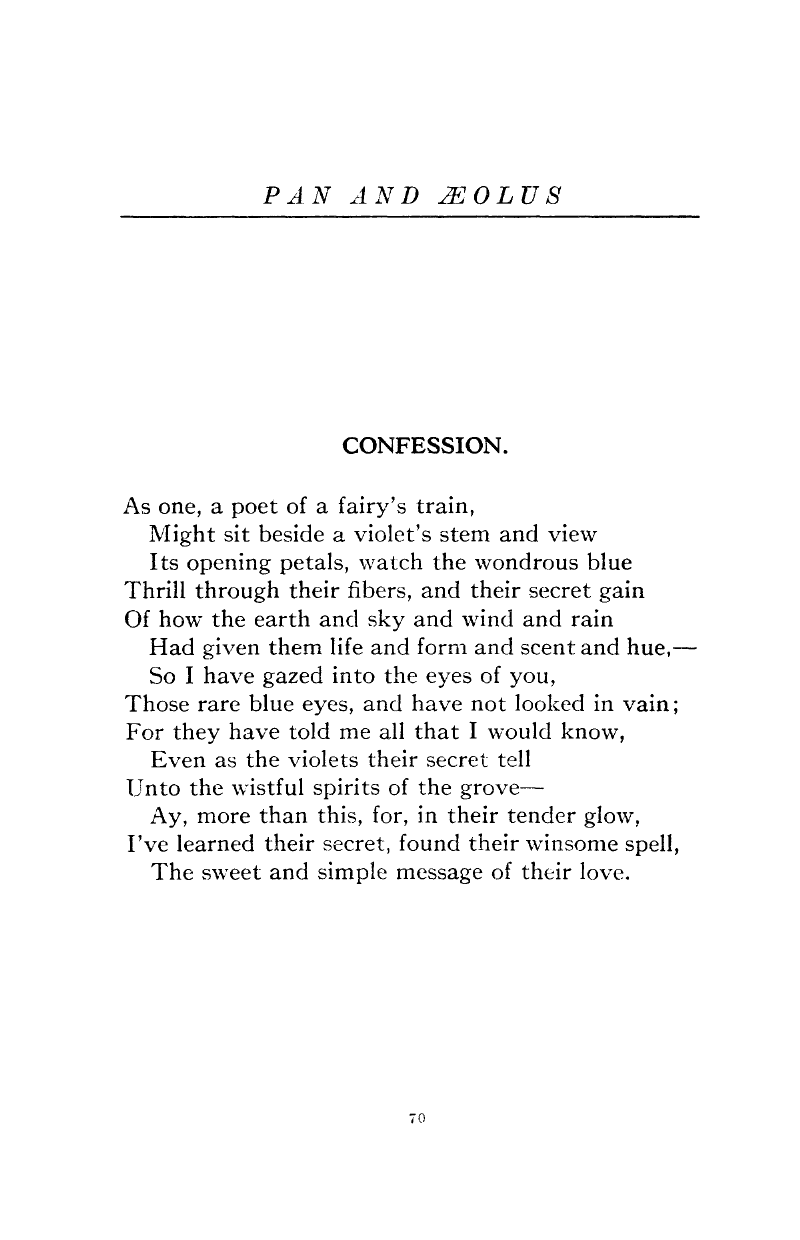 PAN AND ÆOLUS
CONFESSION.
As one, a poet of a fairy's train,
Might sit beside a violet's stem and view
Its opening petals, watch the wondrous blue
Thrill through their fibers, and their secret gain
Of how the earth and sky and wind and rain
Had given them life and form and scent and hue,—
So I have gazed into the eyes of you,
Those rare blue eyes, and have not looked in vain;
For they have told me all that I would know,
Even as the violets their secret tell
Unto the wistful spirits of the grove—
Ay, more than this, for, in their tender glow,
I've learned their secret, found their winsome spell,
The sweet and simple message of their love.
70